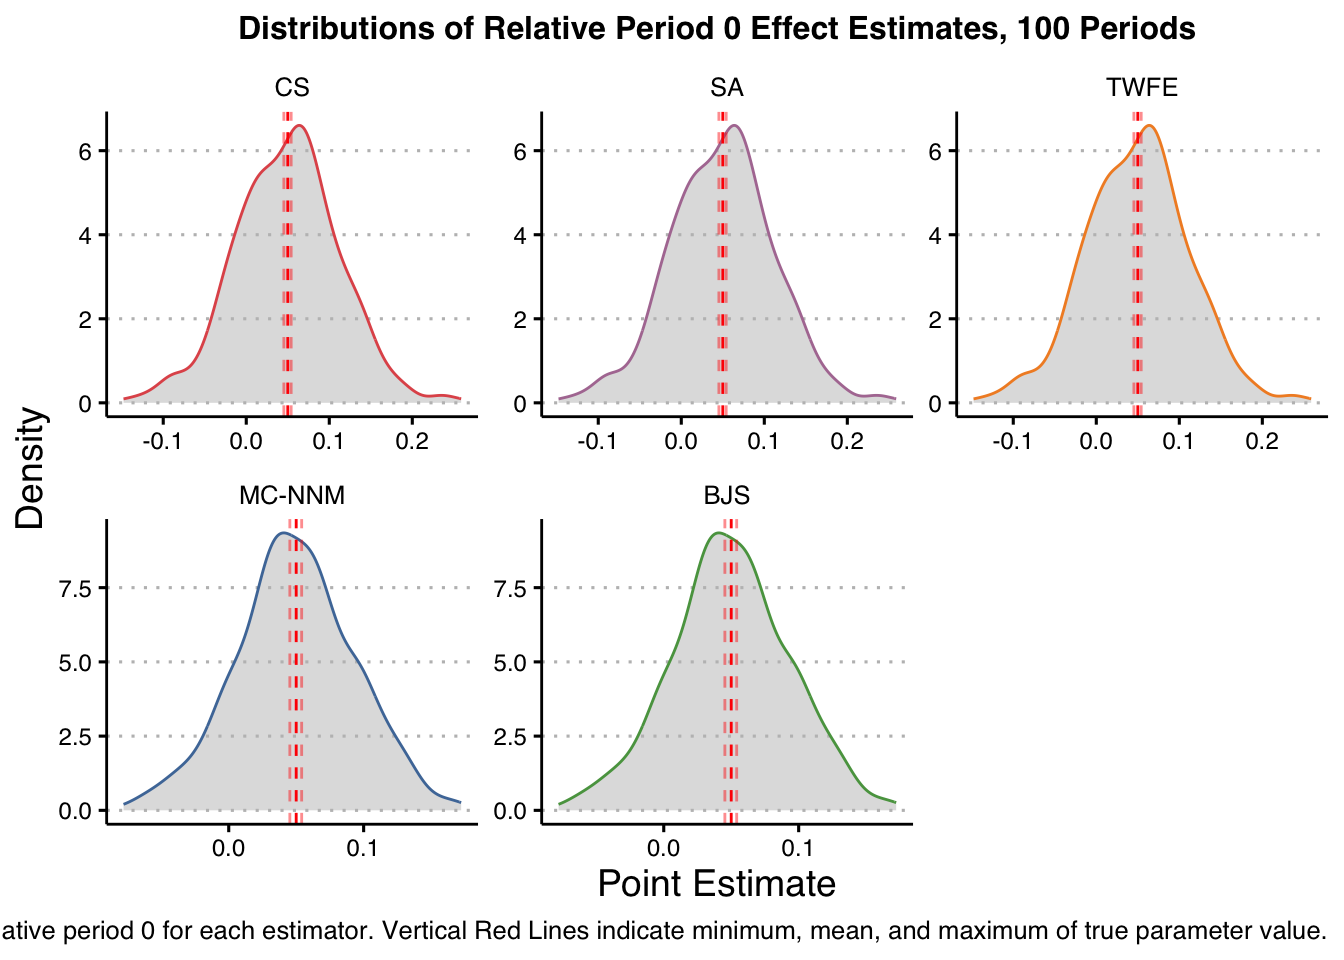 Distributions of Relative Period 0 Effect Estimates, 100 Periods
CS
SA
TWFE
6
4
2
0
-0.1 0.0 0.1 0.2
6
4
2
0
-0.1 0.0 0.1 0.2
6
4
2
0
-0.1 0.0 0.1 0.2
Density
MC-NNM
BJS
7.5
5.0
2.5
0.0
0.0 0.1
7.5
5.0
2.5
0.0
0.0 0.1
Point Estimate
ative period 0 for each estimator. Vertical Red Lines indicate minimum, mean, and maximum of true parameter value.